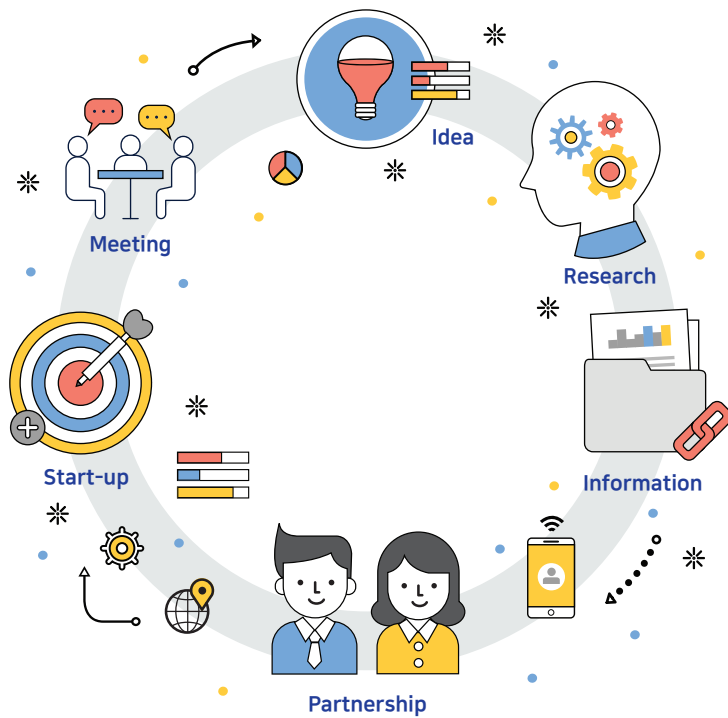 Idea
Research
Information
Partnership
Start-up
Meeting